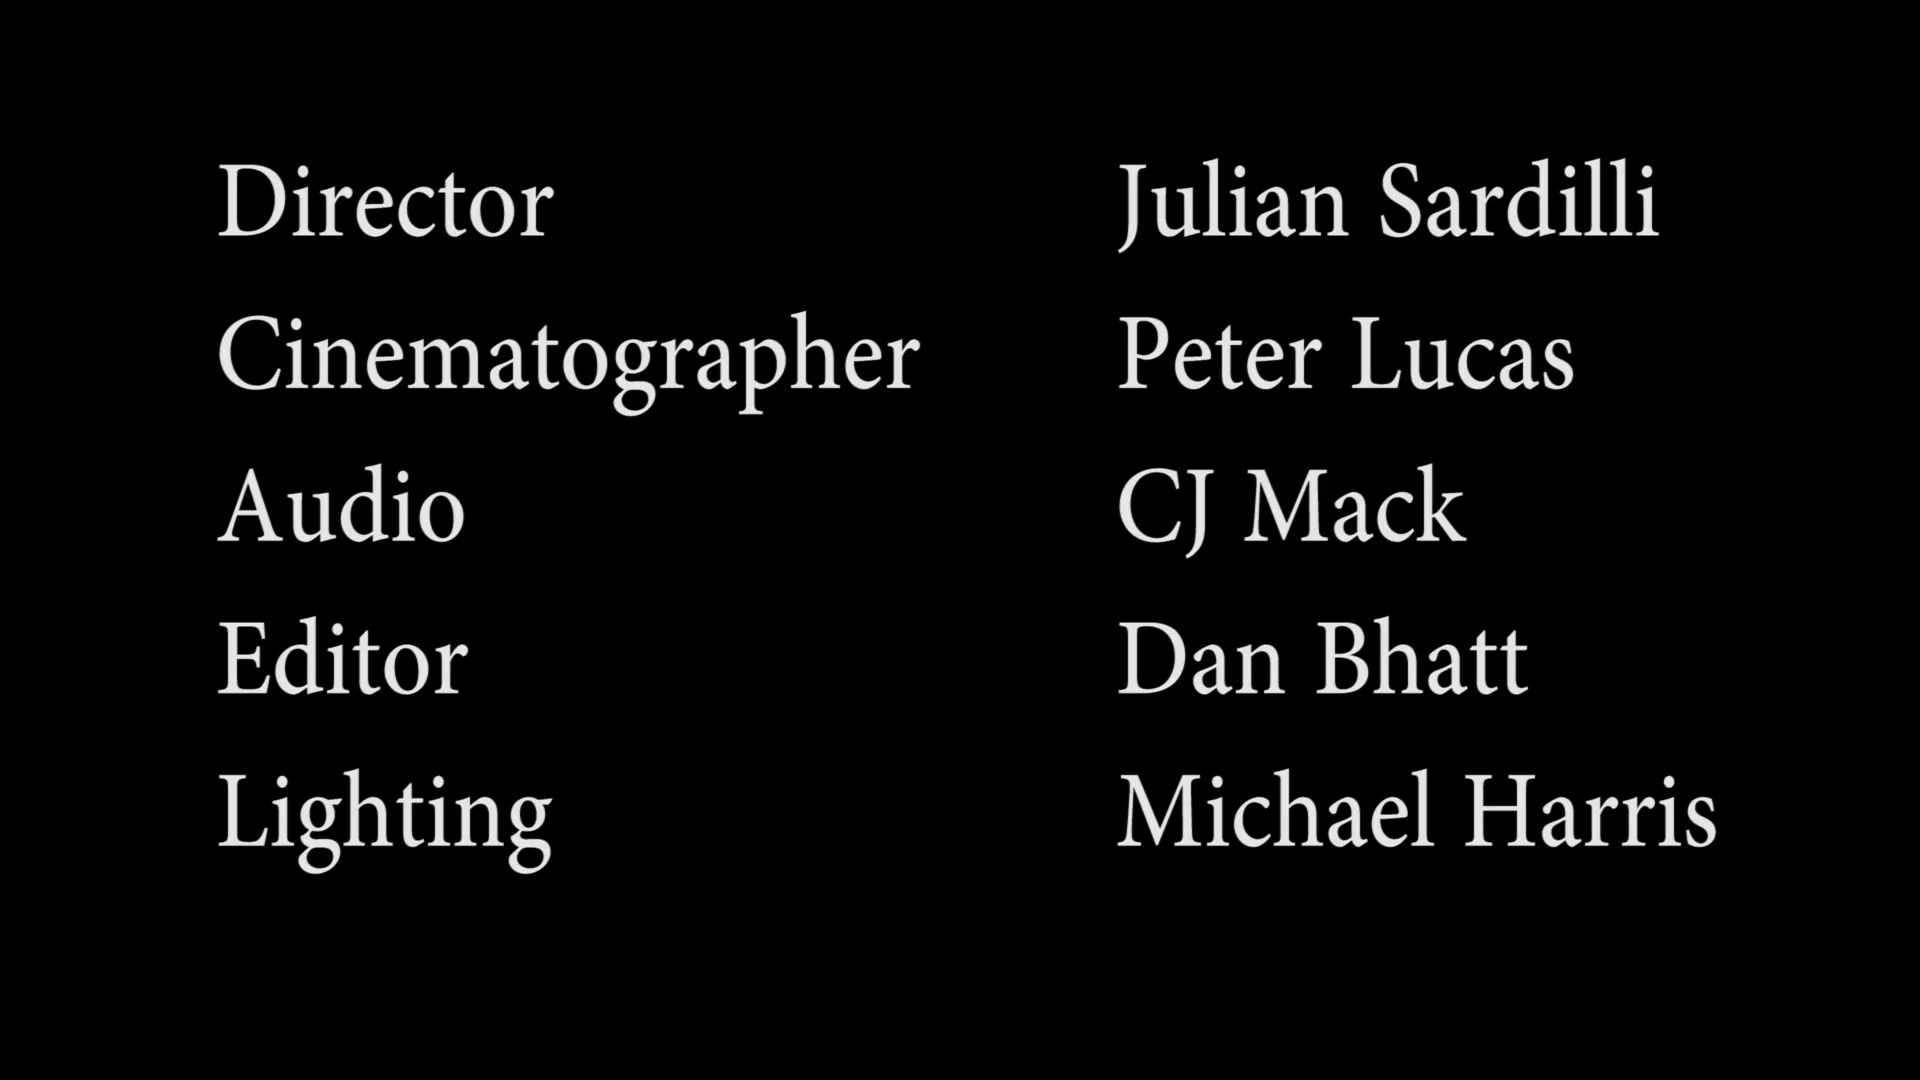 Director Julian Sardilli
Cinematographer Peter Lucas
Audio CJ Mack
Editor Dan Bhatt
Lighting Michael Harris